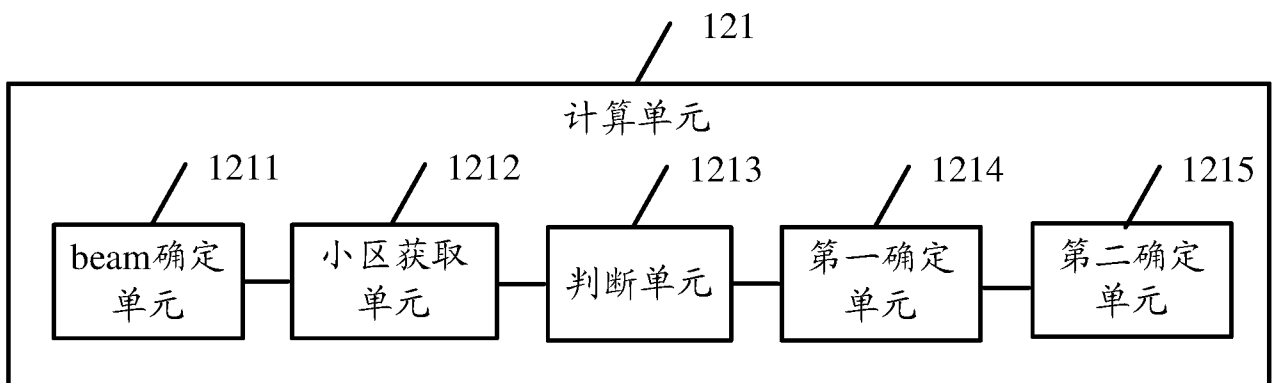 121
计算单元
1211
1212
1213
1214
1215
beam确定
单元
小区获取
单元
判断单元
第一确定
单元
第二确定
单元